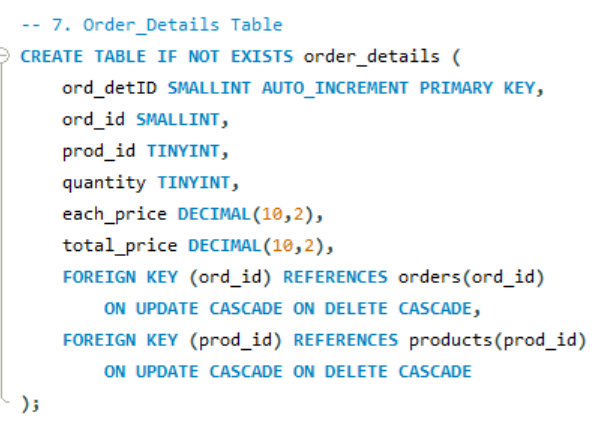 -- 7. Order_Details Table
CREATE TABLE IF NOT EXISTS order_details (
ord_detID SMALLINT AUTO_INCREMENT PRIMARY KEY,
ord_id SMALLINT,
prod_id TINYINT,
quantity TINYINT,
each_price DECIMAL(10,2),
total_price DECIMAL(10,2),
FOREIGN KEY (ord_id) REFERENCES orders(ord_id)
ON UPDATE CASCADE ON DELETE CASCADE,
FOREIGN KEY (prod_id) REFERENCES products(prod_id)
ON UPDATE CASCADE ON DELETE CASCADE
);